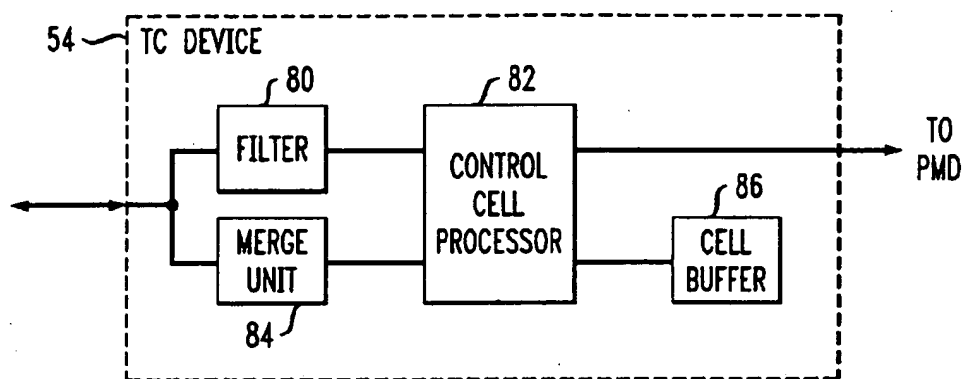 54
TC DEVICE
80
FILTER
82
CONTROL
CELL
PROCESSOR
TO
PMD
86
CELL
BUFFER
MERGE
UNIT
84